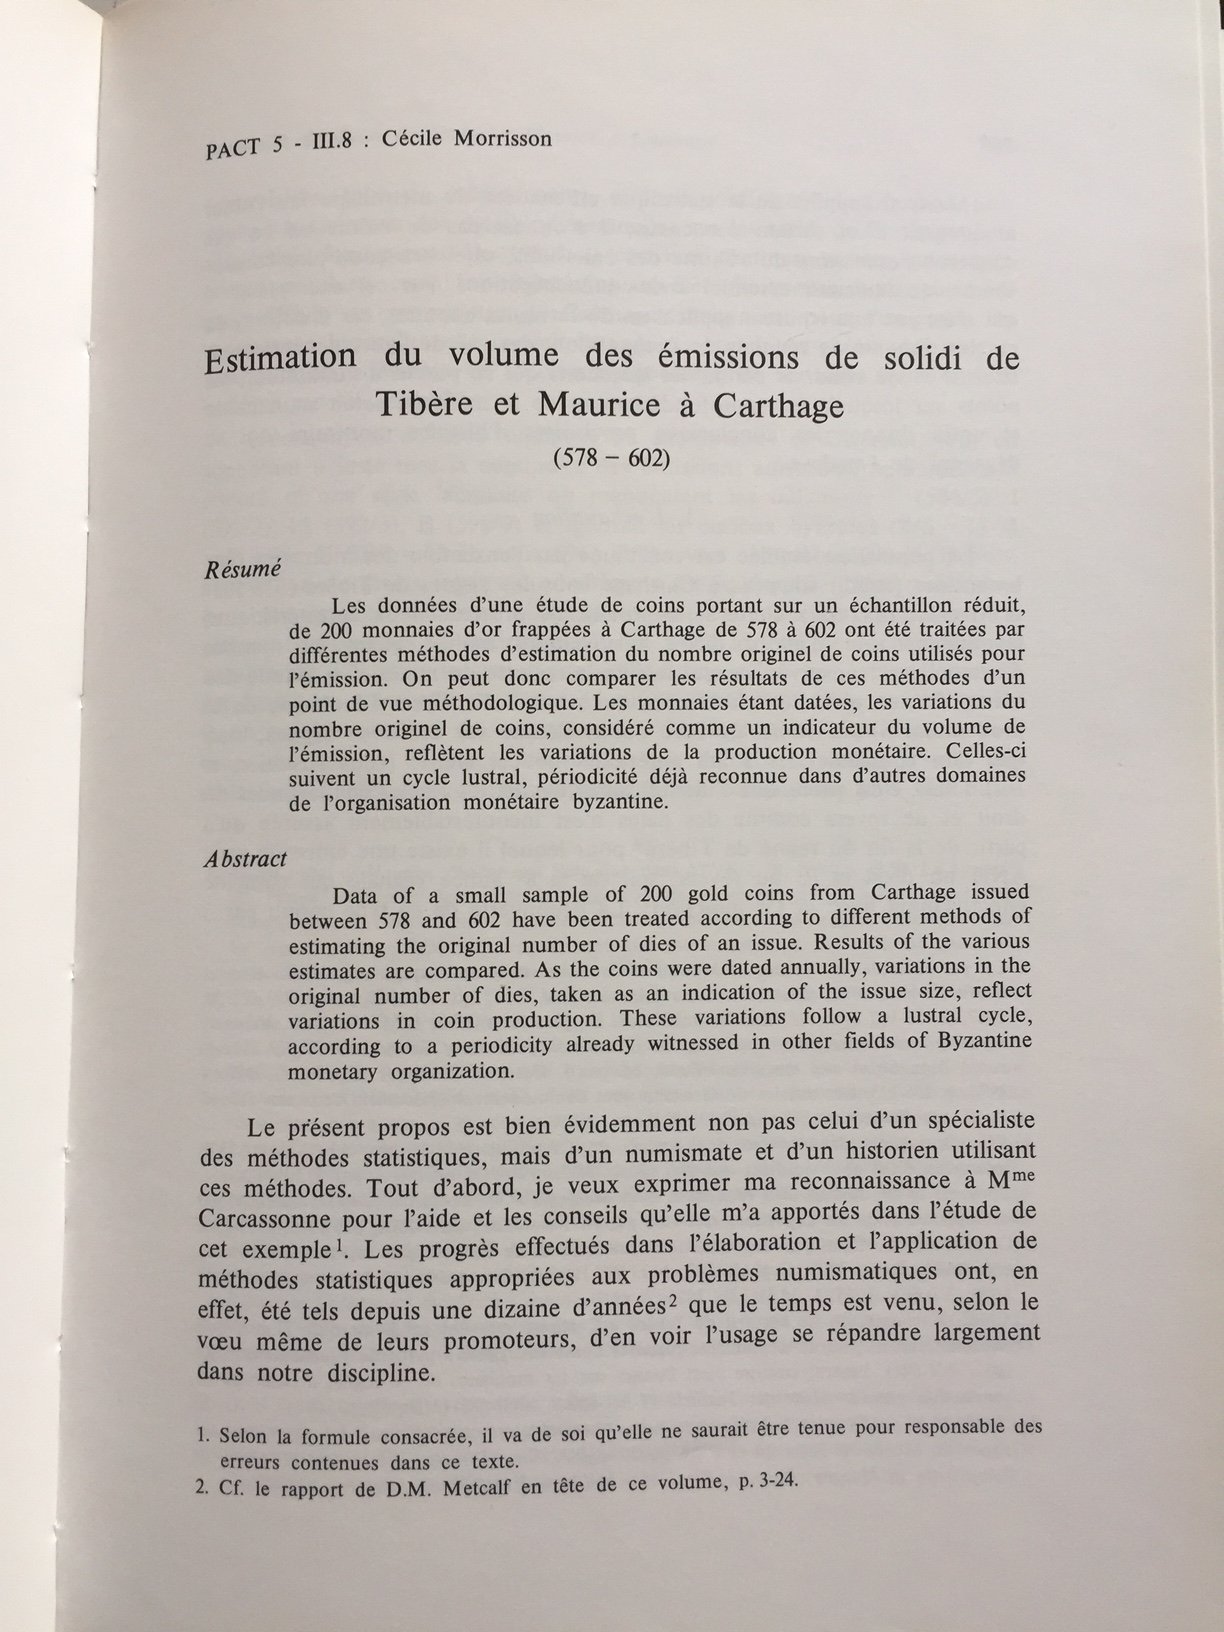 PACT 5 - III.8 : Cécile Morrisson
Estimation du volume des émissions de solidi de
Tibère et Maurice à Carthage
(578 – 602)
Résumé
Les données d'une étude de coins portant sur un échantillon réduit,
de 200 monnaies d'or frappées à Carthage de 578 à 602 ont été traitées par
différentes méthodes d'estimation du nombre originel de coins utilisés pour
l'émission. On peut donc comparer les résultats de ces méthodes d'un
point de vue méthodologique. Les monnaies étant datées, les variations du
nombre originel de coins, considéré comme un indicateur du volume de
l'émission, reflètent les variations de la production monétaire. Celles-ci
suivent un cycle lustral, périodicité déjà reconnue dans d'autres domaines
de l'organisation monétaire byzantine.
Abstract
Data of a small sample of 200 gold coins from Carthage issued
between 578 and 602 have been treated according to different methods of
estimating the original number of dies of an issue. Results of the various
estimates are compared. As the coins were dated annually, variations in the
original number of dies, taken as an indication of the issue size, reflect
variations in coin production. These variations follow a lustral cycle,
according to a periodicity already witnessed in other fields of Byzantine
monetary organization.
Le présent propos est bien évidemment non pas celui d'un spécialiste
des méthodes statistiques, mais d'un numismate et d'un historien utilisant
ces méthodes. Tout d'abord, je veux exprimer ma reconnaissance à Mme
Carcassonne pour l'aide et les conseils qu'elle m'a apportés dans l'étude de
cet exemple1. Les progrès effectués dans l'élaboration et l'application de
méthodes statistiques appropriées aux problèmes numismatiques ont, en
effet, été tels depuis une dizaine d'années2 que le temps est venu, selon le
vœu même de leurs promoteurs, d'en voir l'usage se répandre largement
dans notre discipline.
1. Selon la formule consacrée, il va de soi qu'elle ne saurait être tenue pour responsable des
erreurs contenues dans ce texte.
2. Cf. le rapport de D.M. Metcalf en tête de ce volume, p. 3-24.